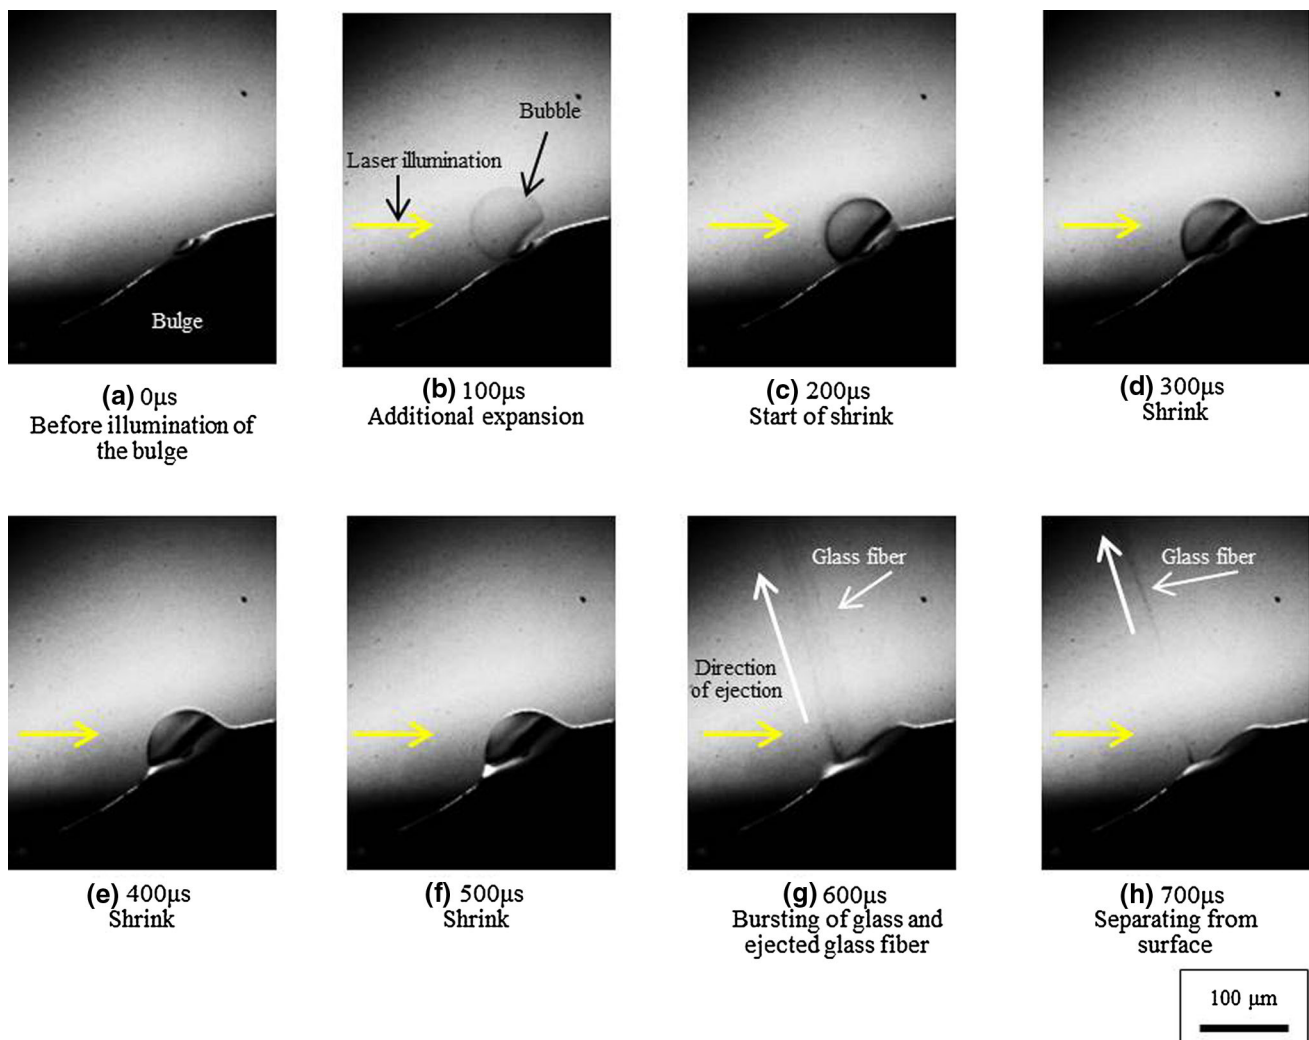 Bulge
(a) 0μs
Before illumination of
the bulge
Bubble
Laser illumination
(b) 100μs
Additional expansion
(c) 200μs
Start of shrink
(d) 300μs
Shrink
(e) 400μs
Shrink
(f) 500μs
Shrink
Glass fiber
Direction
of ejection
(g) 600μs
Bursting of glass and
ejected glass fiber
Glass fiber
(h) 700μs
Separating from
surface
100 μm